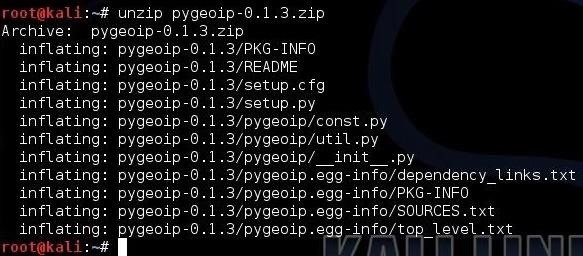 root@kali:~# unzip pygeoip-0.1.3.zip
Archive:  pygeoip-0.1.3.zip
  inflating: pygeoip-0.1.3/PKG-INFO
  inflating: pygeoip-0.1.3/README
  inflating: pygeoip-0.1.3/setup.cfg
  inflating: pygeoip-0.1.3/setup.py
  inflating: pygeoip-0.1.3/pygeoip/const.py
  inflating: pygeoip-0.1.3/pygeoip/util.py
  inflating: pygeoip-0.1.3/pygeoip/__init__.py
  inflating: pygeoip-0.1.3/pygeoip.egg-info/dependency_links.txt
  inflating: pygeoip-0.1.3/pygeoip.egg-info/PKG-INFO
  inflating: pygeoip-0.1.3/pygeoip.egg-info/SOURCES.txt
  inflating: pygeoip-0.1.3/pygeoip.egg-info/top_level.txt
root@kali:~#